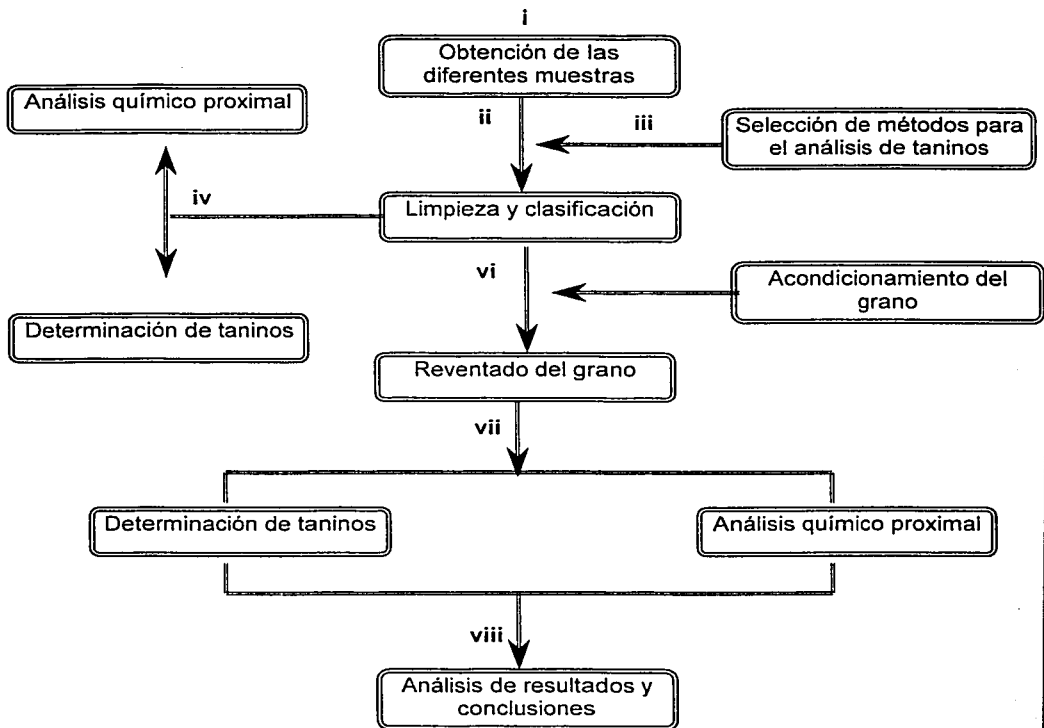 i
Obtención de las
diferentes muestras
Análisis químico proximal
ii
iii
Selección de métodos para
el análisis de taninos
iv
Limpieza y clasificación
vi
Acondicionamiento del
grano
Determinación de taninos
Reventado del grano
vii
Determinación de taninos
Análisis químico proximal
viii
Análisis de resultados y
conclusiones